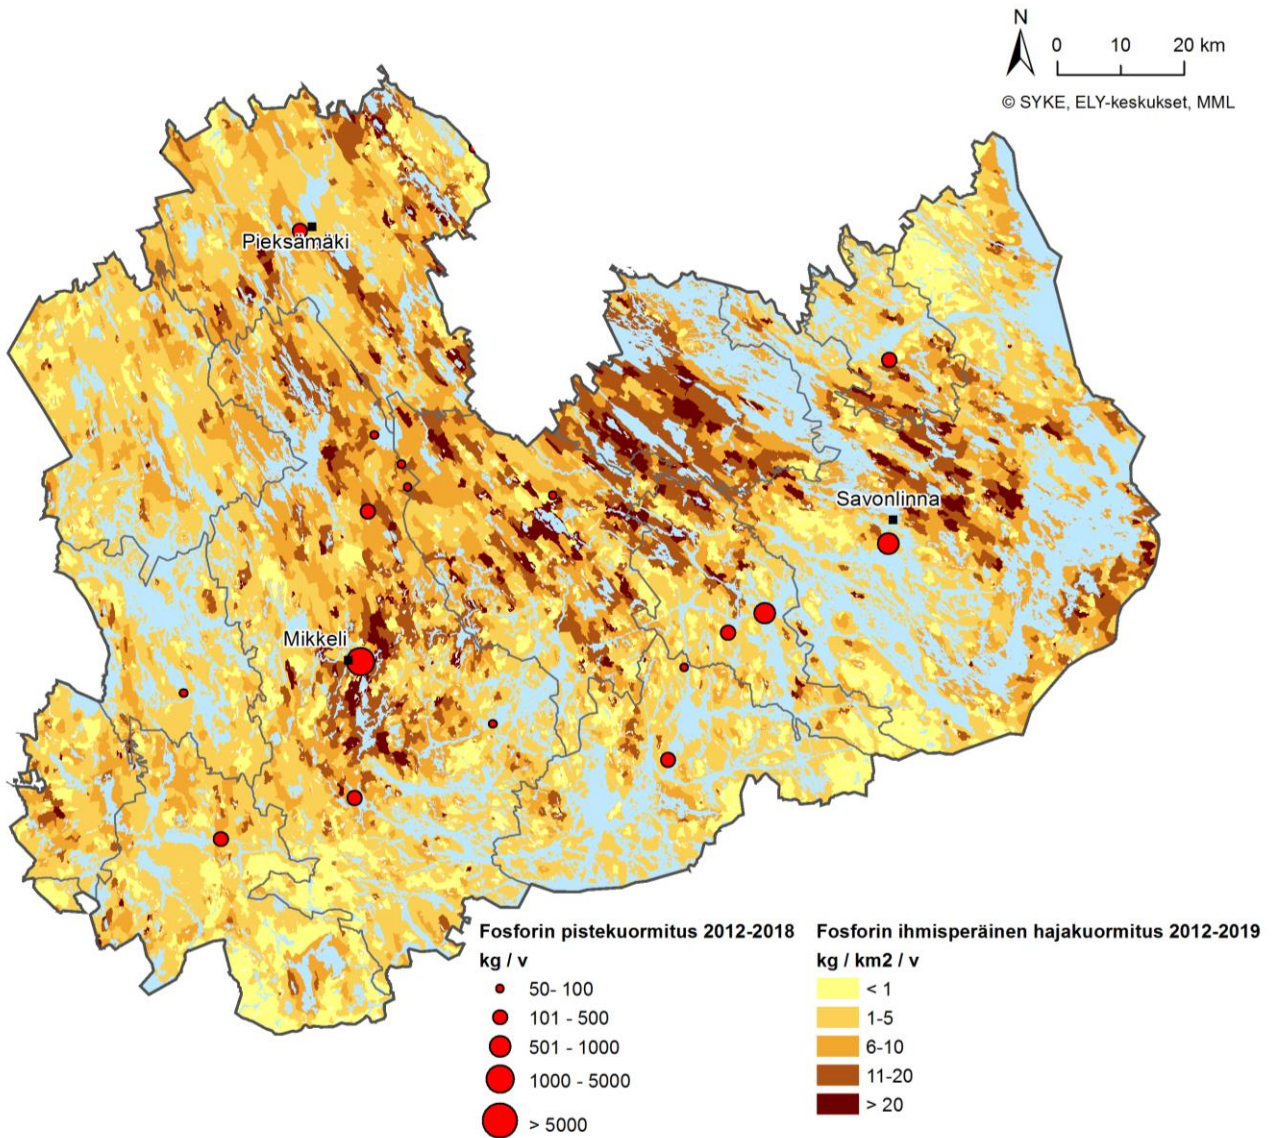 N
0 10 20 km
© SYKE, ELY-keskukset, MML
Pieksämäki
Savonlinna
Mikkeli
Fosforin pistekuormitus 2012-2018
kg / v
50- 100
101 - 500
501 - 1000
1000 - 5000
> 5000
Fosforin ihmisperäinen hajakuormitus 2012-2019
kg / km2 / v
< 1
1-5
6-10
11-20
> 20